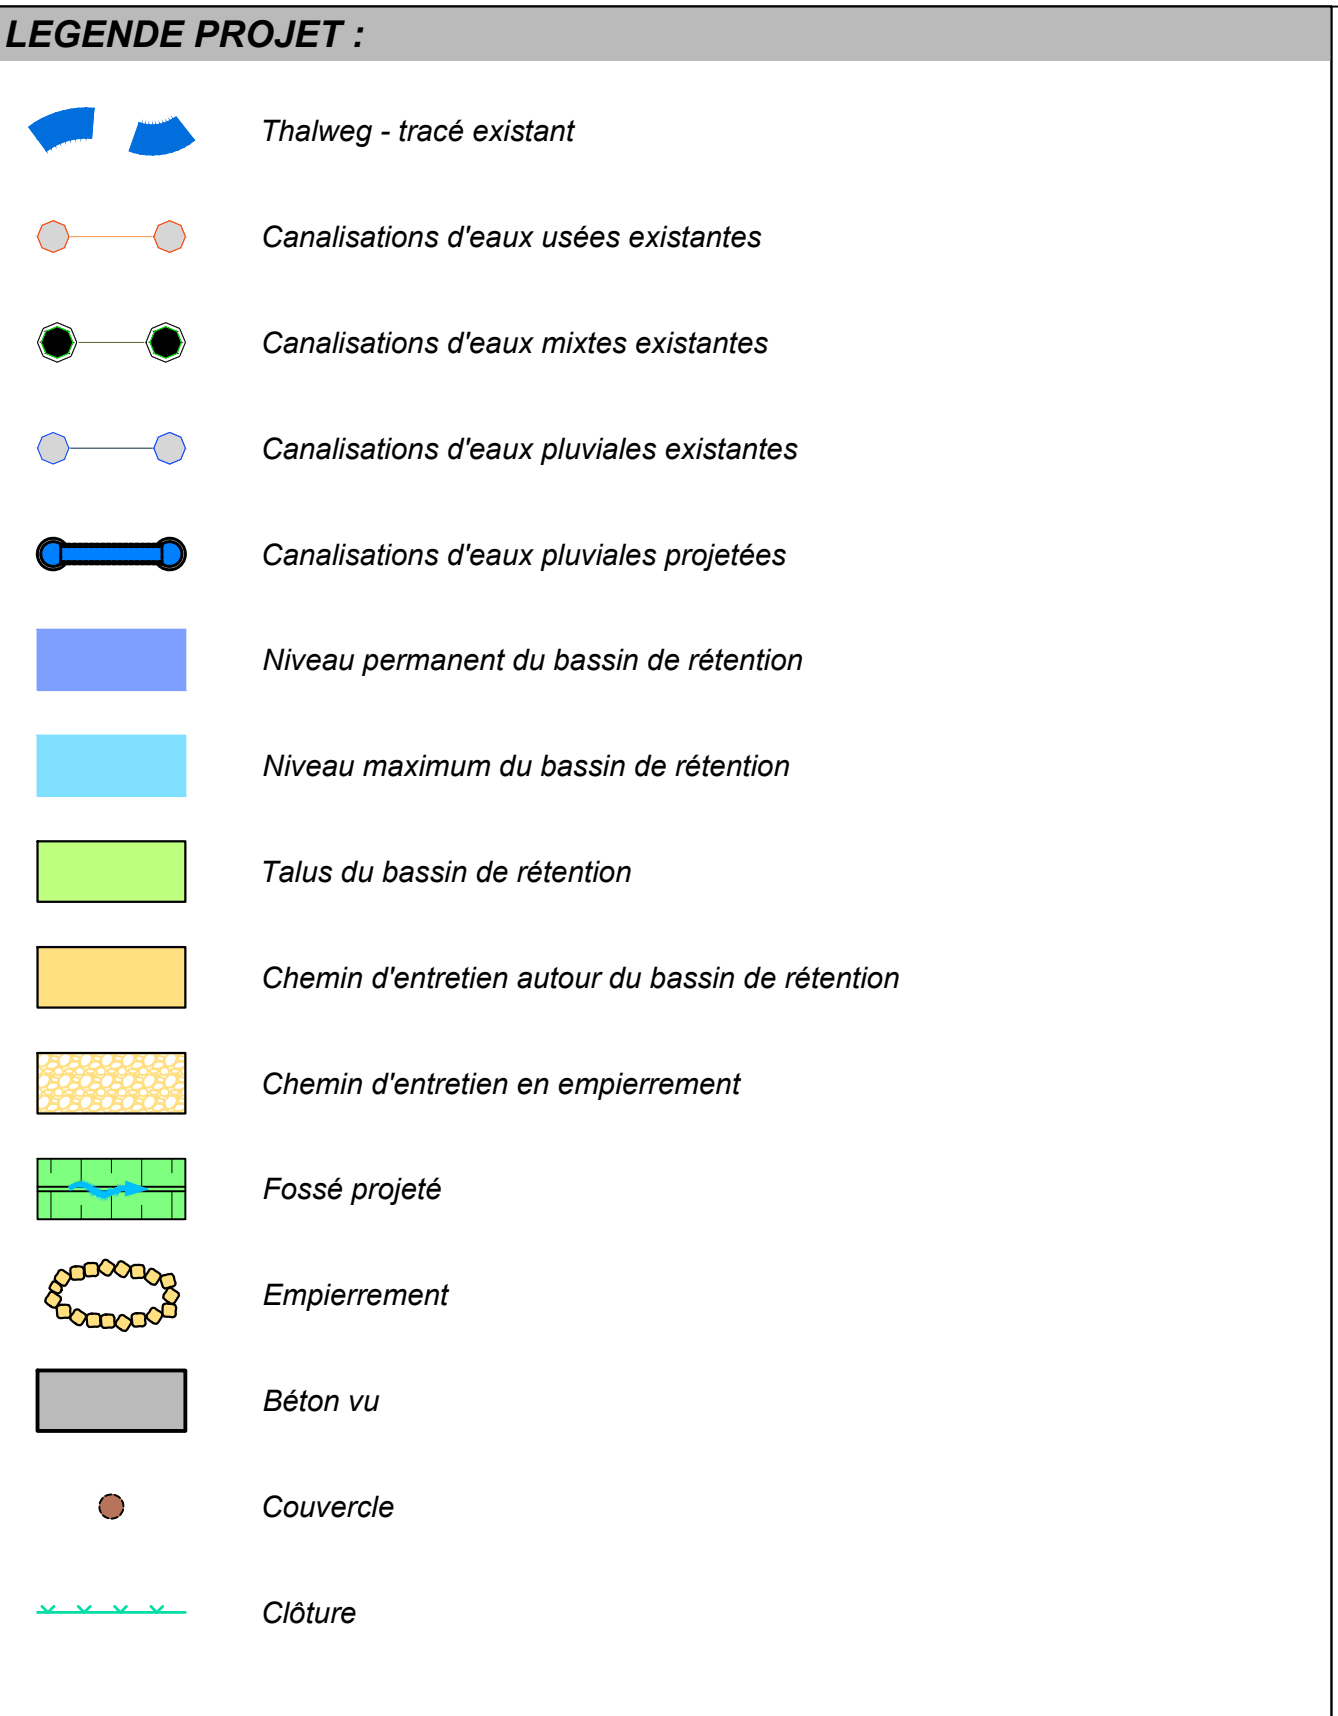 LEGENDE PROJET :
Thalweg - tracé existant
Canalisations d'eaux usées existantes
Canalisations d'eaux mixtes existantes
Canalisations d'eaux pluviales existantes
Canalisations d'eaux pluviales projetées
Niveau permanent du bassin de rétention
Niveau maximum du bassin de rétention
Talus du bassin de rétention
Chemin d'entretien autour du bassin de rétention
Chemin d'entretien en empierrement
Fossé projeté
Empierrement
Béton vu
Couvercle
Clôture